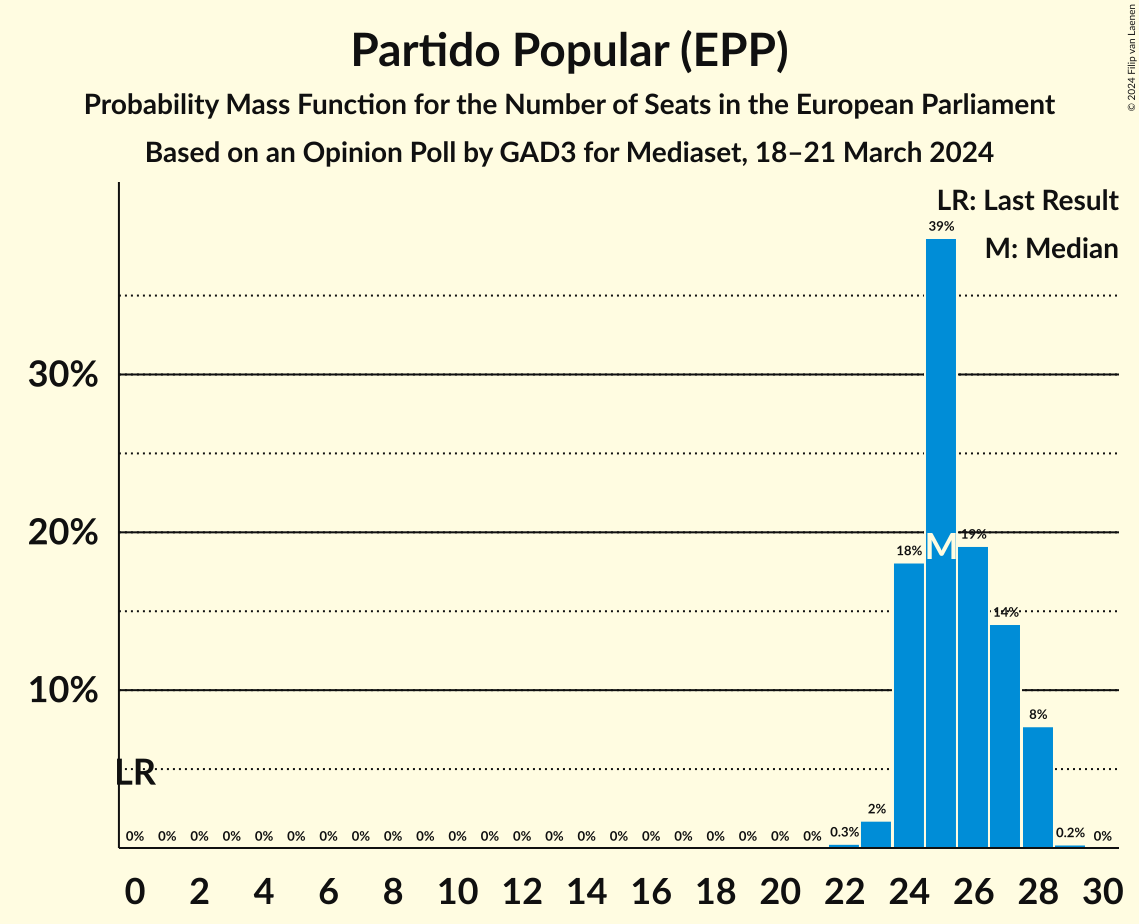 Partido Popular (EPP)
Probability Mass Function for the Number of Seats in the European Parliament
Based on an Opinion Poll by GAD3 for Mediaset, 18–21 March 2024
© 2024 Filip van Laenen
LR: Last Result
M: Median
39%
30%
20%
19%
18%
M
14%
10%
8%
LR
2%
0% 0% 0% 0% 0% 0% 0% 0% 0% 0% 0% 0% 0% 0% 0% 0% 0% 0% 0% 0% 0% 0% 0.3% 0.2% 0%
0 2 4 6 8 10 12 14 16 18 20 22 24 26 28 30